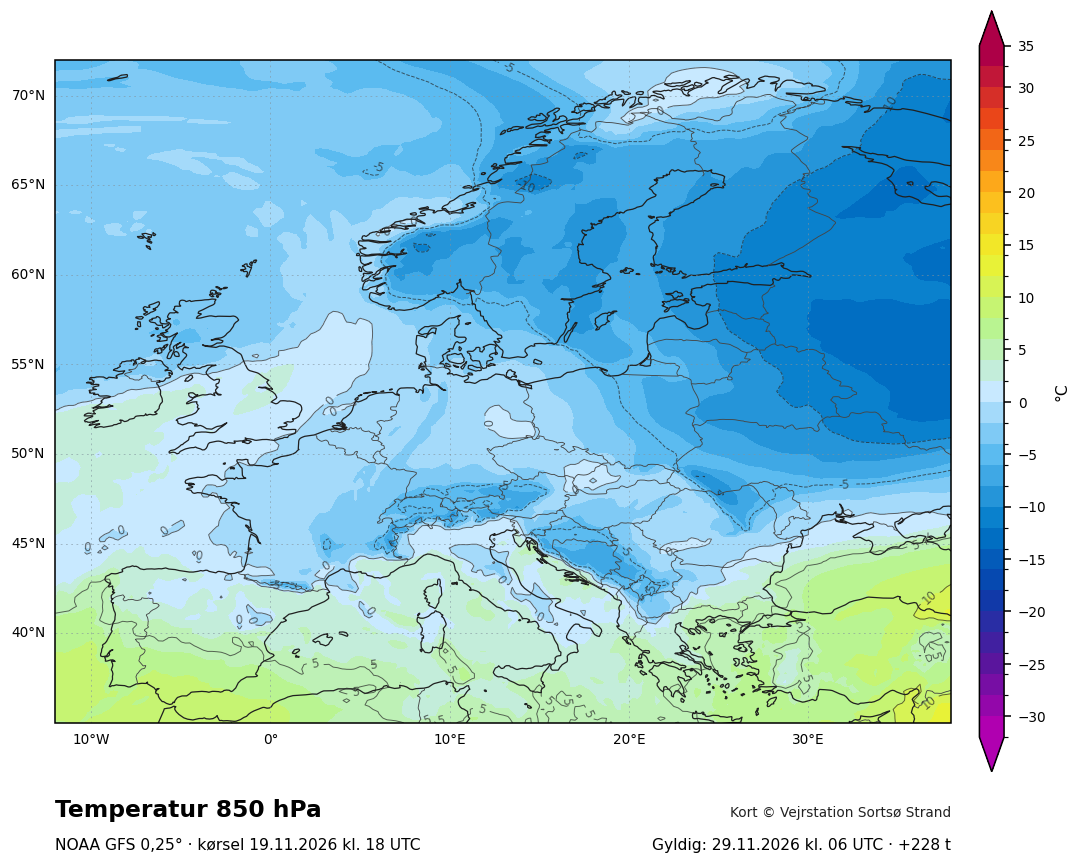 70°N
65°N
60°N
55°N
50°N
45°N
40°N
10°W
0°
10°E
20°E
30°E
35
30
25
20
15
10
5
0
−5
−10
−15
−20
−25
−30
°C
Temperatur 850 hPa
Kort © Vejrstation Sortsø Strand
NOAA GFS 0,25° · kørsel 19.11.2026 kl. 18 UTC
Gyldig: 29.11.2026 kl. 06 UTC · +228 t